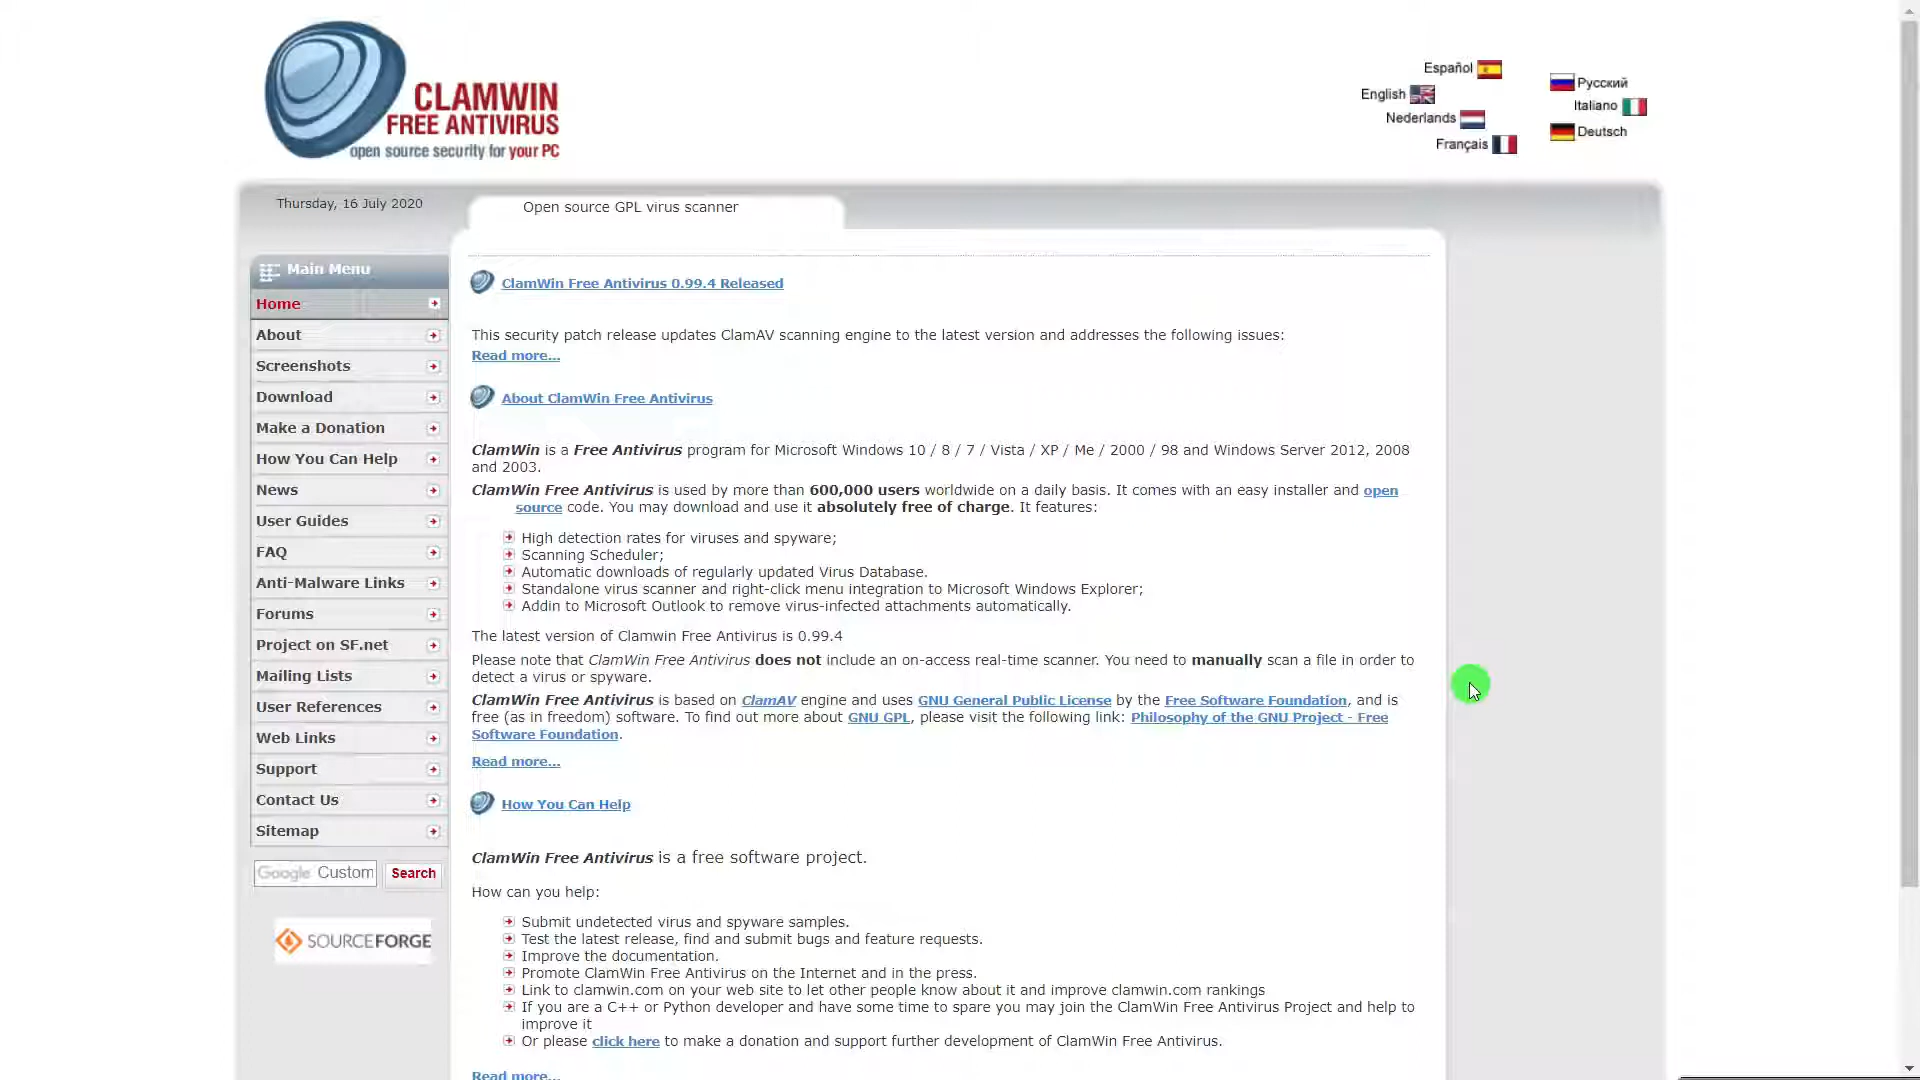 CLAMWIN
FREE ANTIVIRUS
open source security for your PC
Español
English
Nederlands
Français
Русский
Italiano
Deutsch
Thursday, 16 July 2020
Open source GPL virus scanner
Main Menu
Home
About
Screenshots
Download
Make a Donation
How You Can Help
News
User Guides
FAQ
Anti-Malware Links
Forums
Project on SF.net
Mailing Lists
User References
Web Links
Support
Contact Us
Sitemap
Google Custom
Search
SOURCEFORGE
ClamWin Free Antivirus 0.99.4 Released
This security patch release updates ClamAV scanning engine to the latest version and addresses the following issues:
Read more...
About ClamWin Free Antivirus
ClamWin is a Free Antivirus program for Microsoft Windows 10 / 8 / 7 / Vista / XP / Me / 2000 / 98 and Windows Server 2012, 2008
and 2003.
ClamWin Free Antivirus is used by more than 600,000 users worldwide on a daily basis. It comes with an easy installer and open
source code. You may download and use it absolutely free of charge. It features:
High detection rates for viruses and spyware;
Scanning Scheduler;
Automatic downloads of regularly updated Virus Database.
Standalone virus scanner and right-click menu integration to Microsoft Windows Explorer;
Addin to Microsoft Outlook to remove virus-infected attachments automatically.
The latest version of Clamwin Free Antivirus is 0.99.4
Please note that ClamWin Free Antivirus does not include an on-access real-time scanner. You need to manually scan a file in order to
detect a virus or spyware.
ClamWin Free Antivirus is based on ClamAV engine and uses GNU General Public License by the Free Software Foundation, and is
free (as in freedom) software. To find out more about GNU GPL, please visit the following link: Philosophy of the GNU Project - Free
Software Foundation.
Read more...
How You Can Help
ClamWin Free Antivirus is a free software project.
How can you help:
Submit undetected virus and spyware samples.
Test the latest release, find and submit bugs and feature requests.
Improve the documentation.
Promote ClamWin Free Antivirus on the Internet and in the press.
Link to clamwin.com on your web site to let other people know about it and improve clamwin.com rankings
If you are a C++ or Python developer and have some time to spare you may join the ClamWin Free Antivirus Project and help to
improve it
Or please click here to make a donation and support further development of ClamWin Free Antivirus.
Read more...